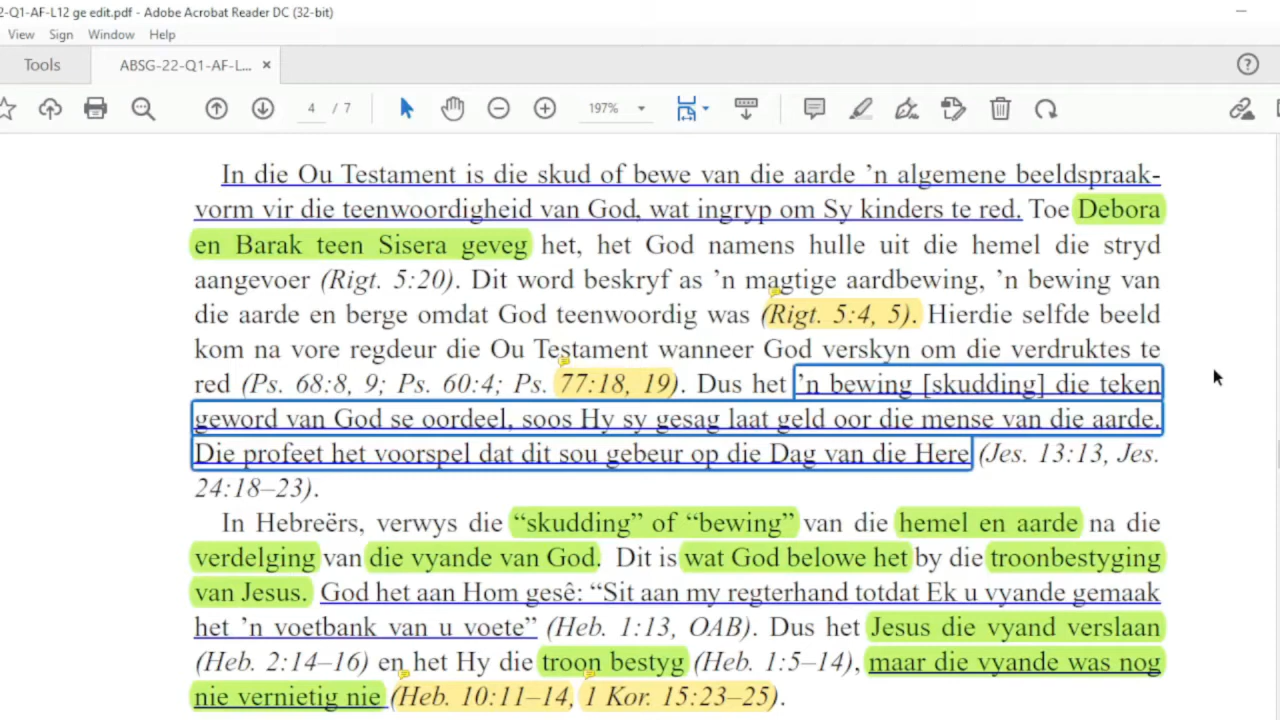 2-Q1-AF-L12 ge edit.pdf - Adobe Acrobat Reader DC (32-bit)
View Sign Window Help
Tools ABSG-22-Q1-AF-L... ×
4 / 7 197%
In die Ou Testament is die skud of bewe van die aarde ’n algemene beeldspraak-
vorm vir die teenwoordigheid van God, wat ingryp om Sy kinders te red. Toe Debora
en Barak teen Sisera geveg het, het God namens hulle uit die hemel die stryd
aangevoer (Rigt. 5:20). Dit word beskryf as ’n magtige aardbewing, ’n bewing van
die aarde en berge omdat God teenwoordig was (Rigt. 5:4, 5). Hierdie selfde beeld
kom na vore regdeur die Ou Testament wanneer God verskyn om die verdruktes te
red (Ps. 68:8, 9; Ps. 60:4; Ps. 77:18, 19). Dus het ’n bewing [skudding] die teken
geword van God se oordeel, soos Hy sy gesag laat geld oor die mense van die aarde.
Die profeet het voorspel dat dit sou gebeur op die Dag van die Here (Jes. 13:13, Jes.
24:18–23).
In Hebreërs, verwys die “skudding” of “bewing” van die hemel en aarde na die
verdelging van die vyande van God. Dit is wat God belowe het by die troonbestyging
van Jesus. God het aan Hom gesê: “Sit aan my regterhand totdat Ek u vyande gemaak
het ’n voetbank van u voete” (Heb. 1:13, OAB). Dus het Jesus die vyand verslaan
(Heb. 2:14–16) en het Hy die troon bestyg (Heb. 1:5–14), maar die vyande was nog
nie vernietig nie (Heb. 10:11–14, 1 Kor. 15:23–25).